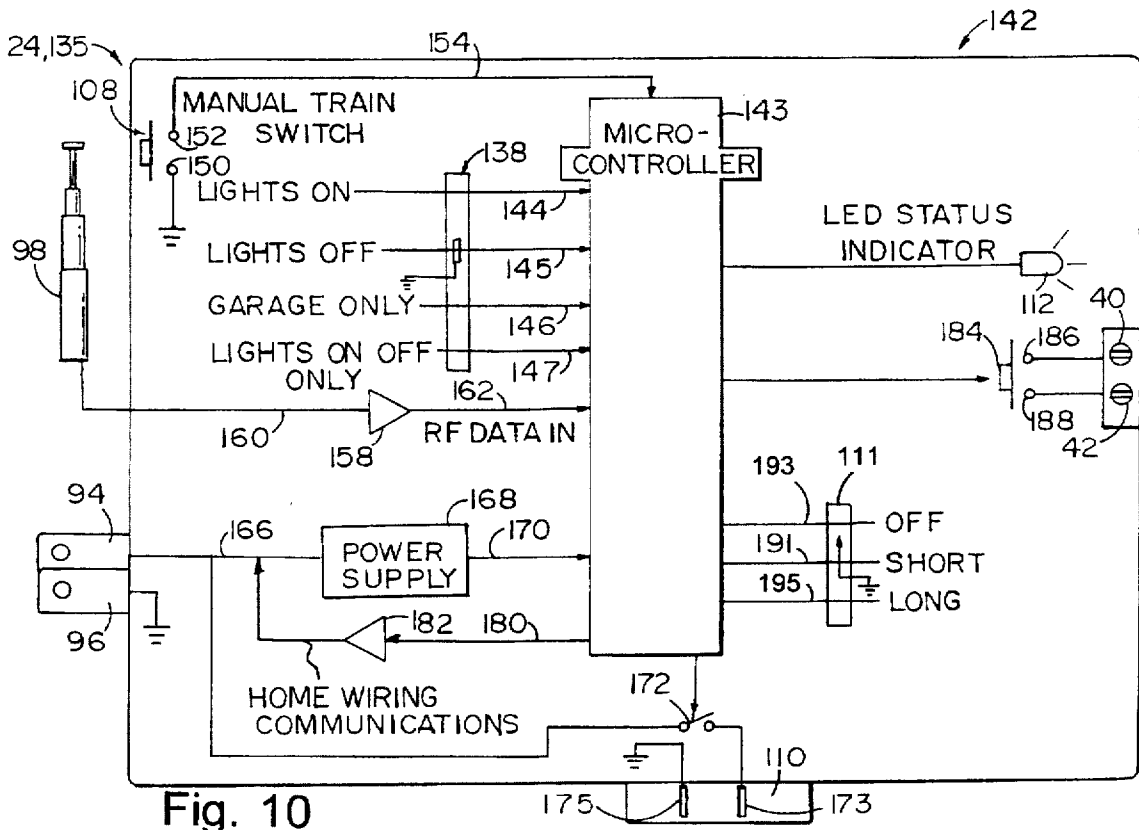 142
24,135
154
108
MANUAL TRAIN
SWITCH
152
150
143
MICRO-
CONTROLLER
138
LIGHTS ON
144
LED STATUS
INDICATOR
98
LIGHTS OFF
145
112
40
GARAGE ONLY
146
184
186
LIGHTS ON OFF
ONLY
147
188
42
160
158
162
RF DATA IN
94
168
193
111
OFF
166
POWER
SUPPLY
170
191
SHORT
195
LONG
96
182
180
HOME WIRING
COMMUNICATIONS
172
110
175
173
Fig. 10